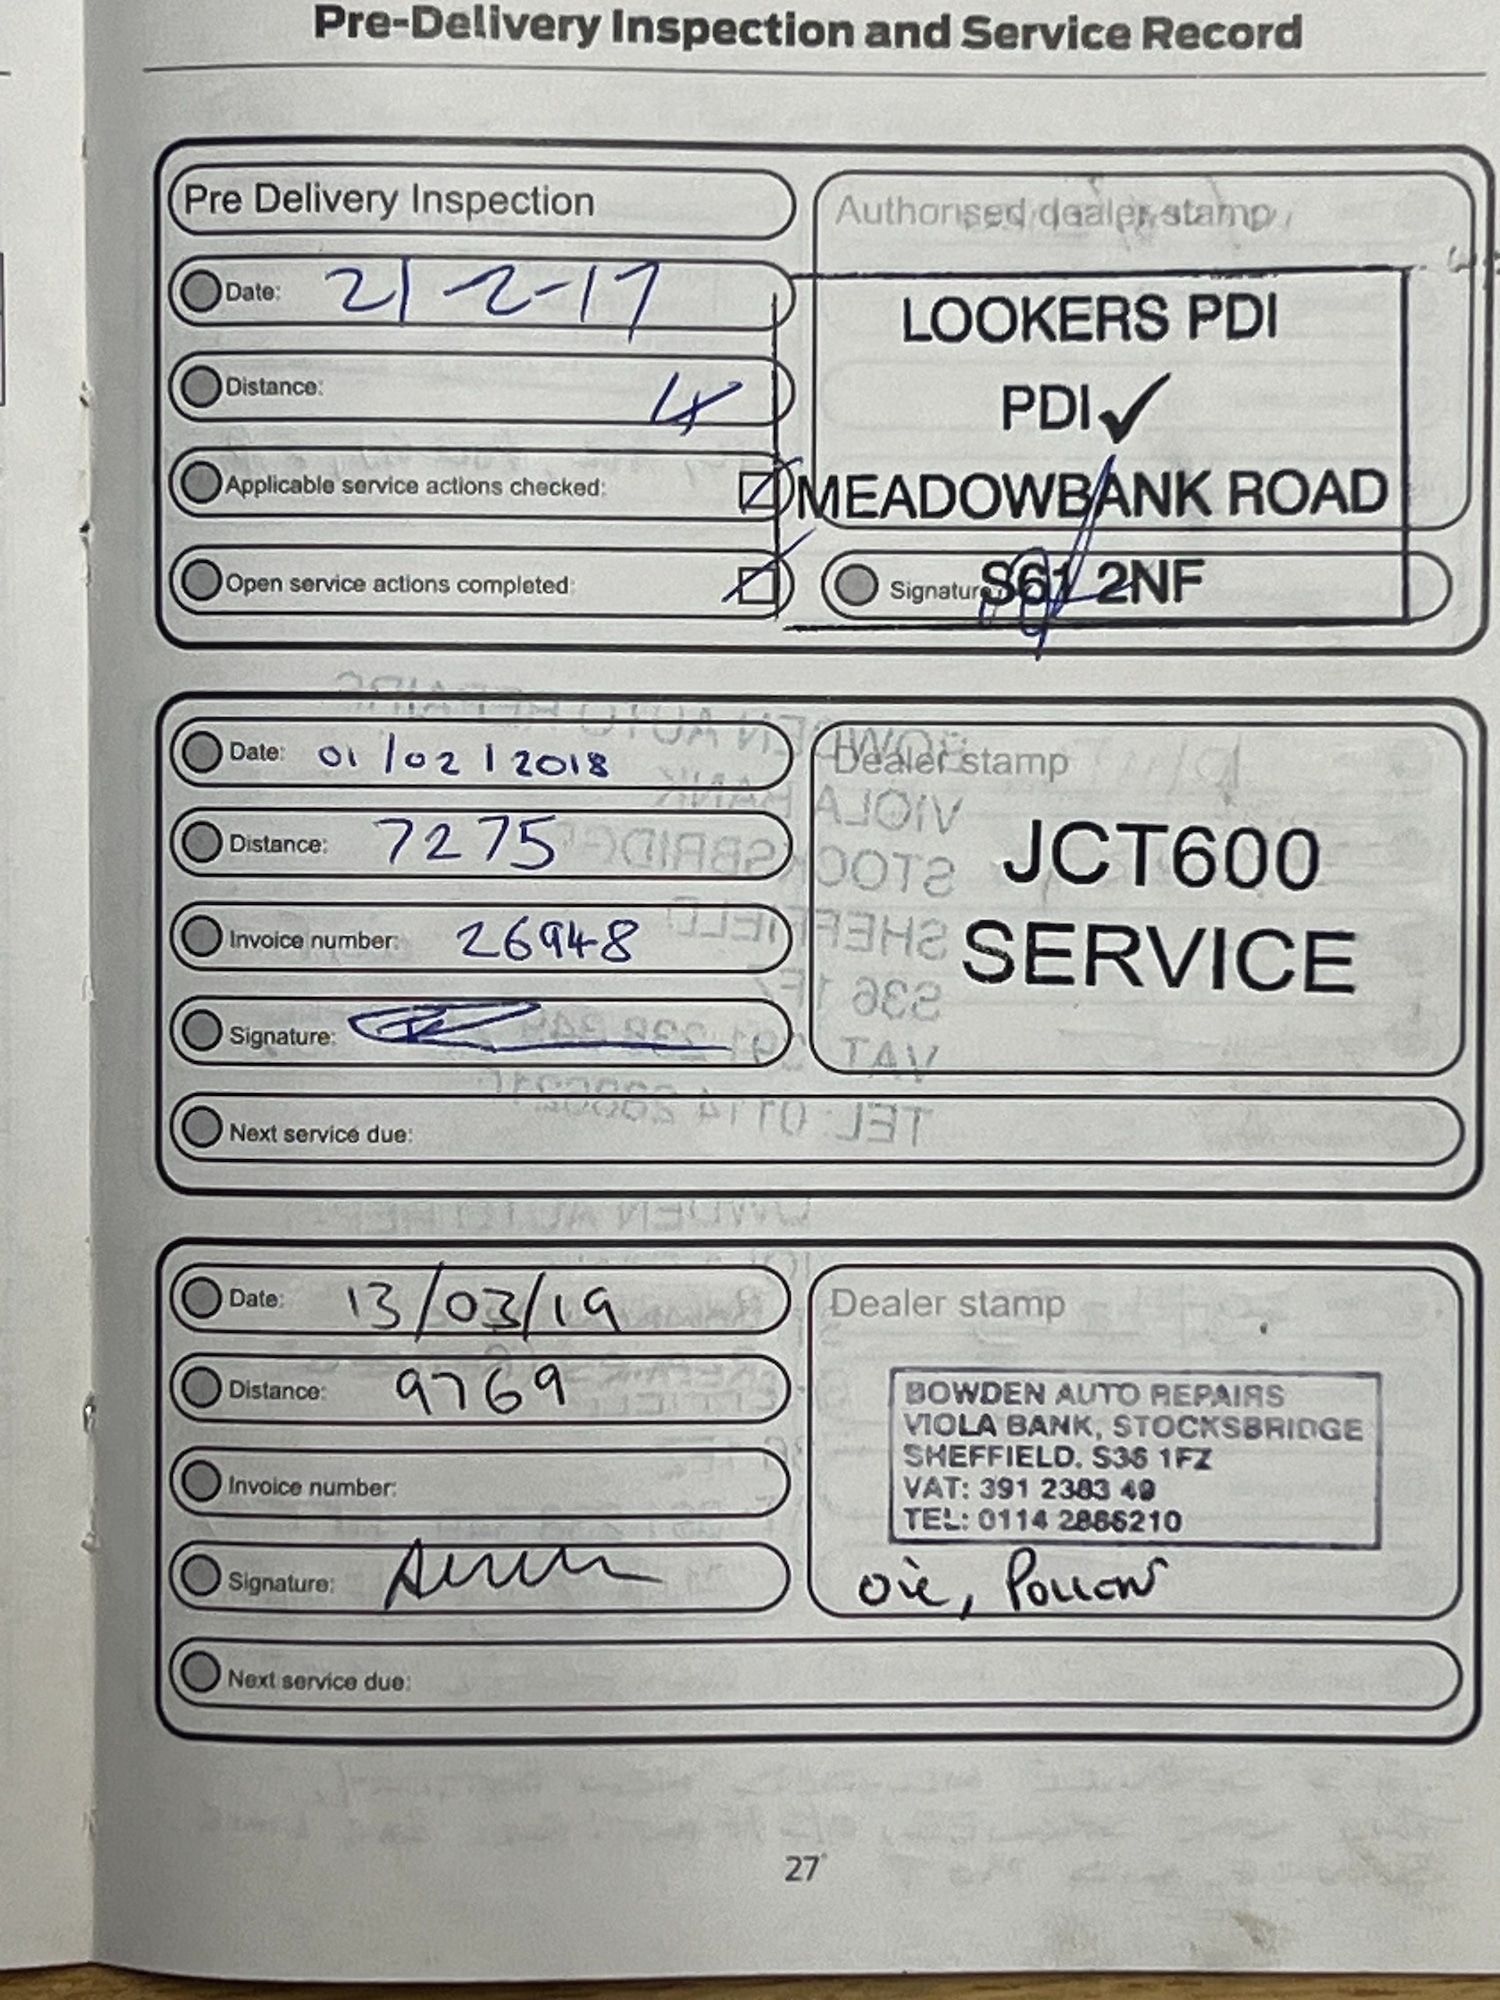 Pre-Delivery Inspection and Service Record
Pre Delivery Inspection
Date: 21-2-17
Distance: 4
Applicable service actions checked:
Open service actions completed:
Authorised dealer stamp
LOOKERS PDI
PDI✓
MEADOWBANK ROAD
S61 2NF
Signature
Date: 01/02/2018
Distance: 7275
Invoice number: 26948
Signature:
Next service due:
Dealer stamp
JCT600
SERVICE
Date: 13/03/19
Distance: 9769
Invoice number:
Signature:
Next service due:
Dealer stamp
BOWDEN AUTO REPAIRS
VIOLA BANK, STOCKSBRIDGE
SHEFFIELD. S36 1FZ
VAT: 391 2383 49
TEL: 0114 2886210
OIL, POLLEN
27